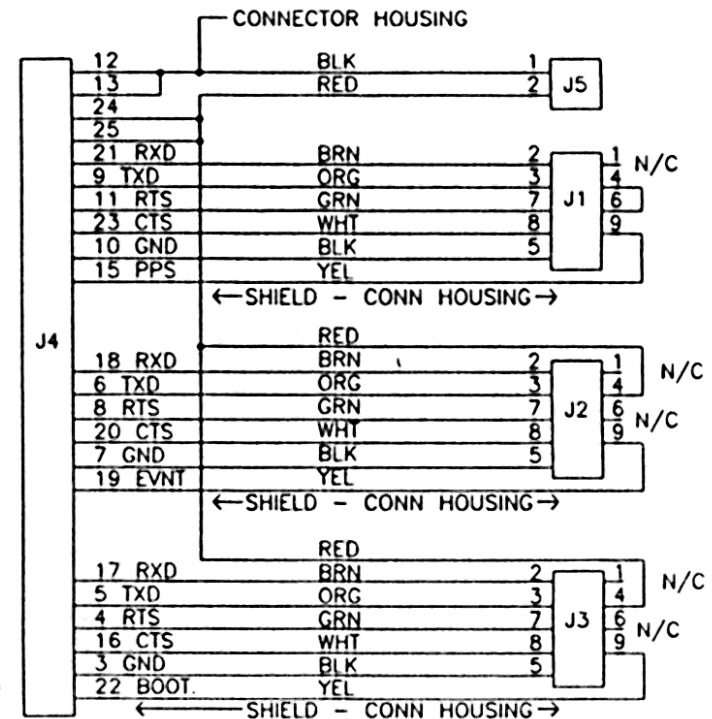 CONNECTOR HOUSING
12 BLK 1
13 RED 2 J5
24
25
21 RXD BRN 2 1 N/C
9 TXD ORG 3 4
11 RTS GRN 7 J1 6
23 CTS WHT 8 9
10 GND BLK 5
15 PPS YEL
←SHIELD - CONN HOUSING→
J4 RED
18 RXD BRN 2 1 N/C
6 TXD ORG 3 4
8 RTS GRN 7 J2 6 N/C
20 CTS WHT 8 9
7 GND BLK 5
19 EVNT YEL
←SHIELD - CONN HOUSING→
RED
17 RXD BRN 2 1 N/C
5 TXD ORG 3 4
4 RTS GRN 7 J3 6 N/C
16 CTS WHT 8 9
3 GND BLK 5
22 BOOT. YEL
←SHIELD - CONN HOUSING→